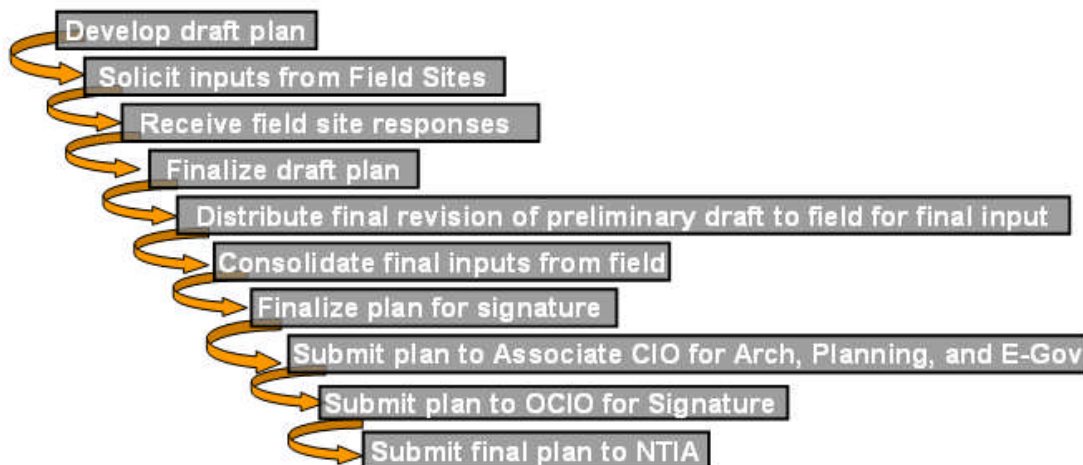 Develop draft plan
Solicit inputs from Field Sites
Receive field site responses
Finalize draft plan
Distribute final revision of preliminary draft to field for final input
Consolidate final inputs from field
Finalize plan for signature
Submit plan to Associate CIO for Arch, Planning, and E-Gov
Submit plan to OCIO for Signature
Submit final plan to NTIA